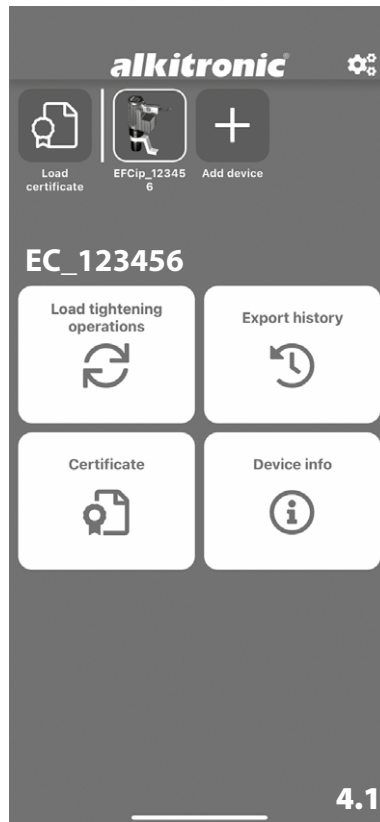 alkitronic®
Load
certificate
EFCip_12345
6
Add device
EC_123456
Load tightening
operations
Export history
Certificate
Device info
4.1